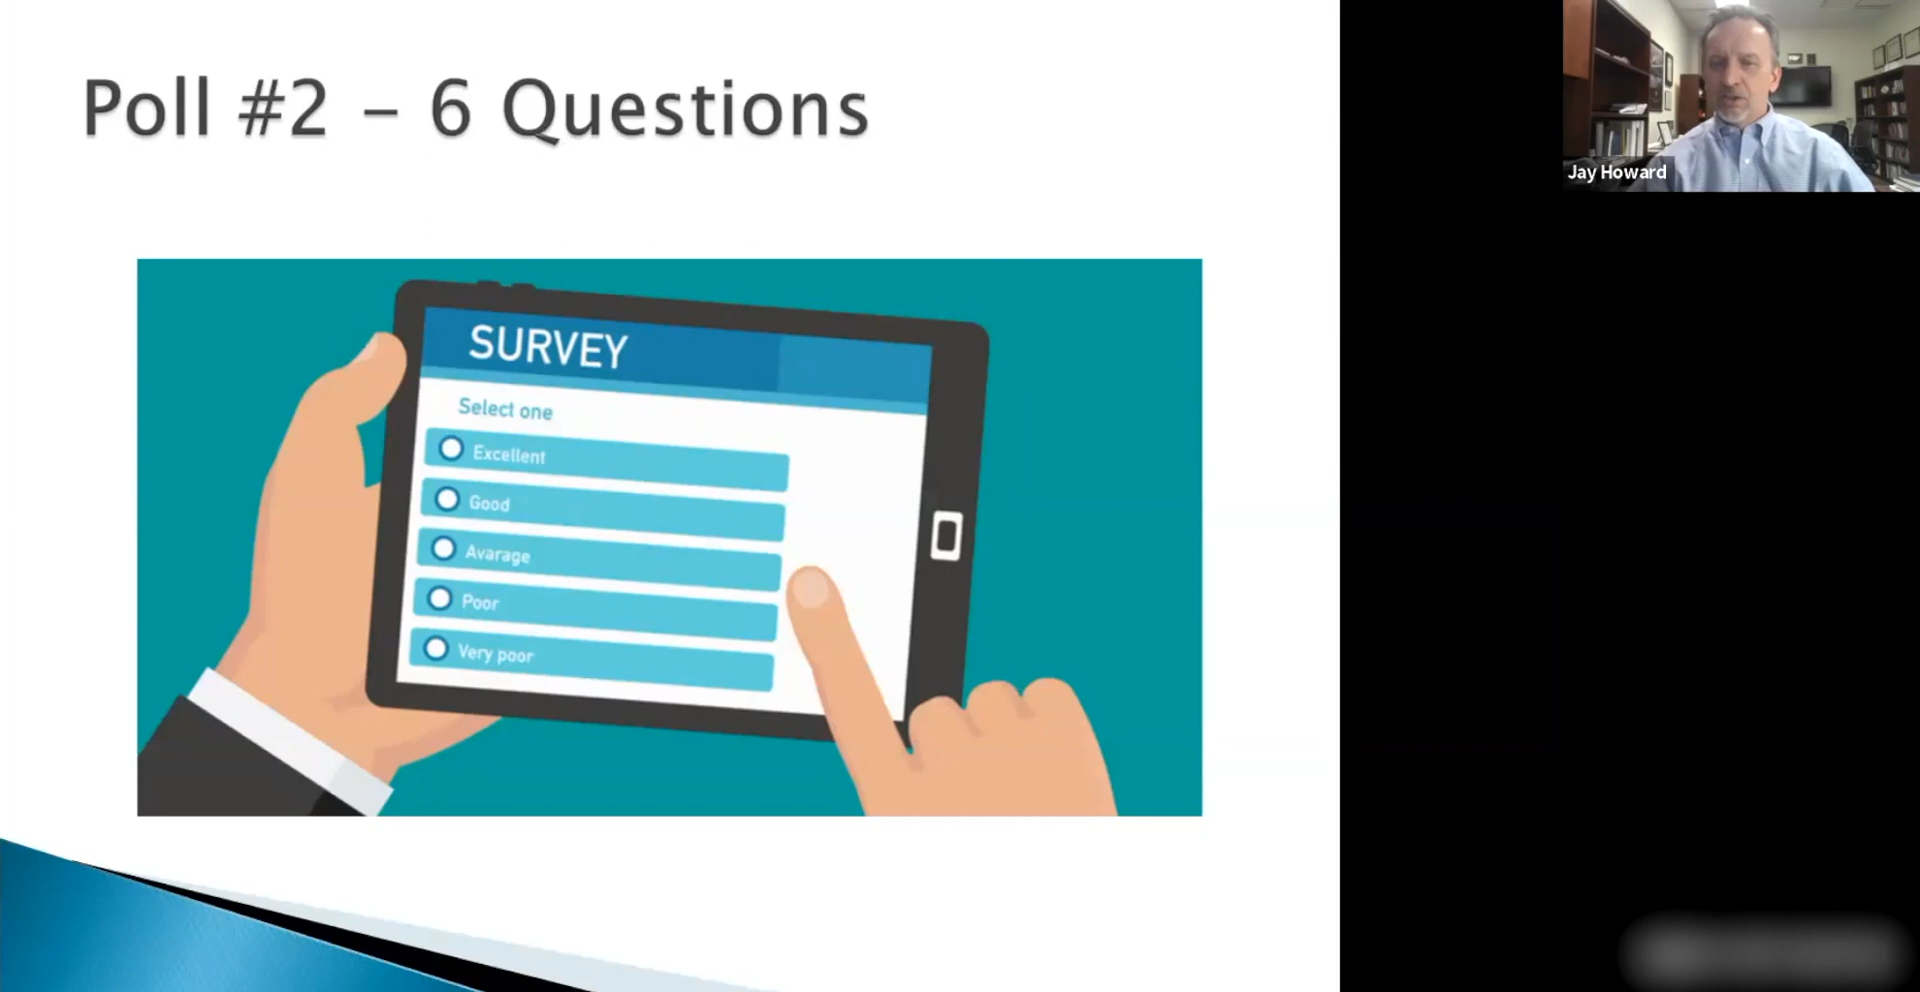 Poll #2 – 6 Questions
SURVEY
Select one
Excellent
Good
Avarage
Poor
Very poor
Jay Howard